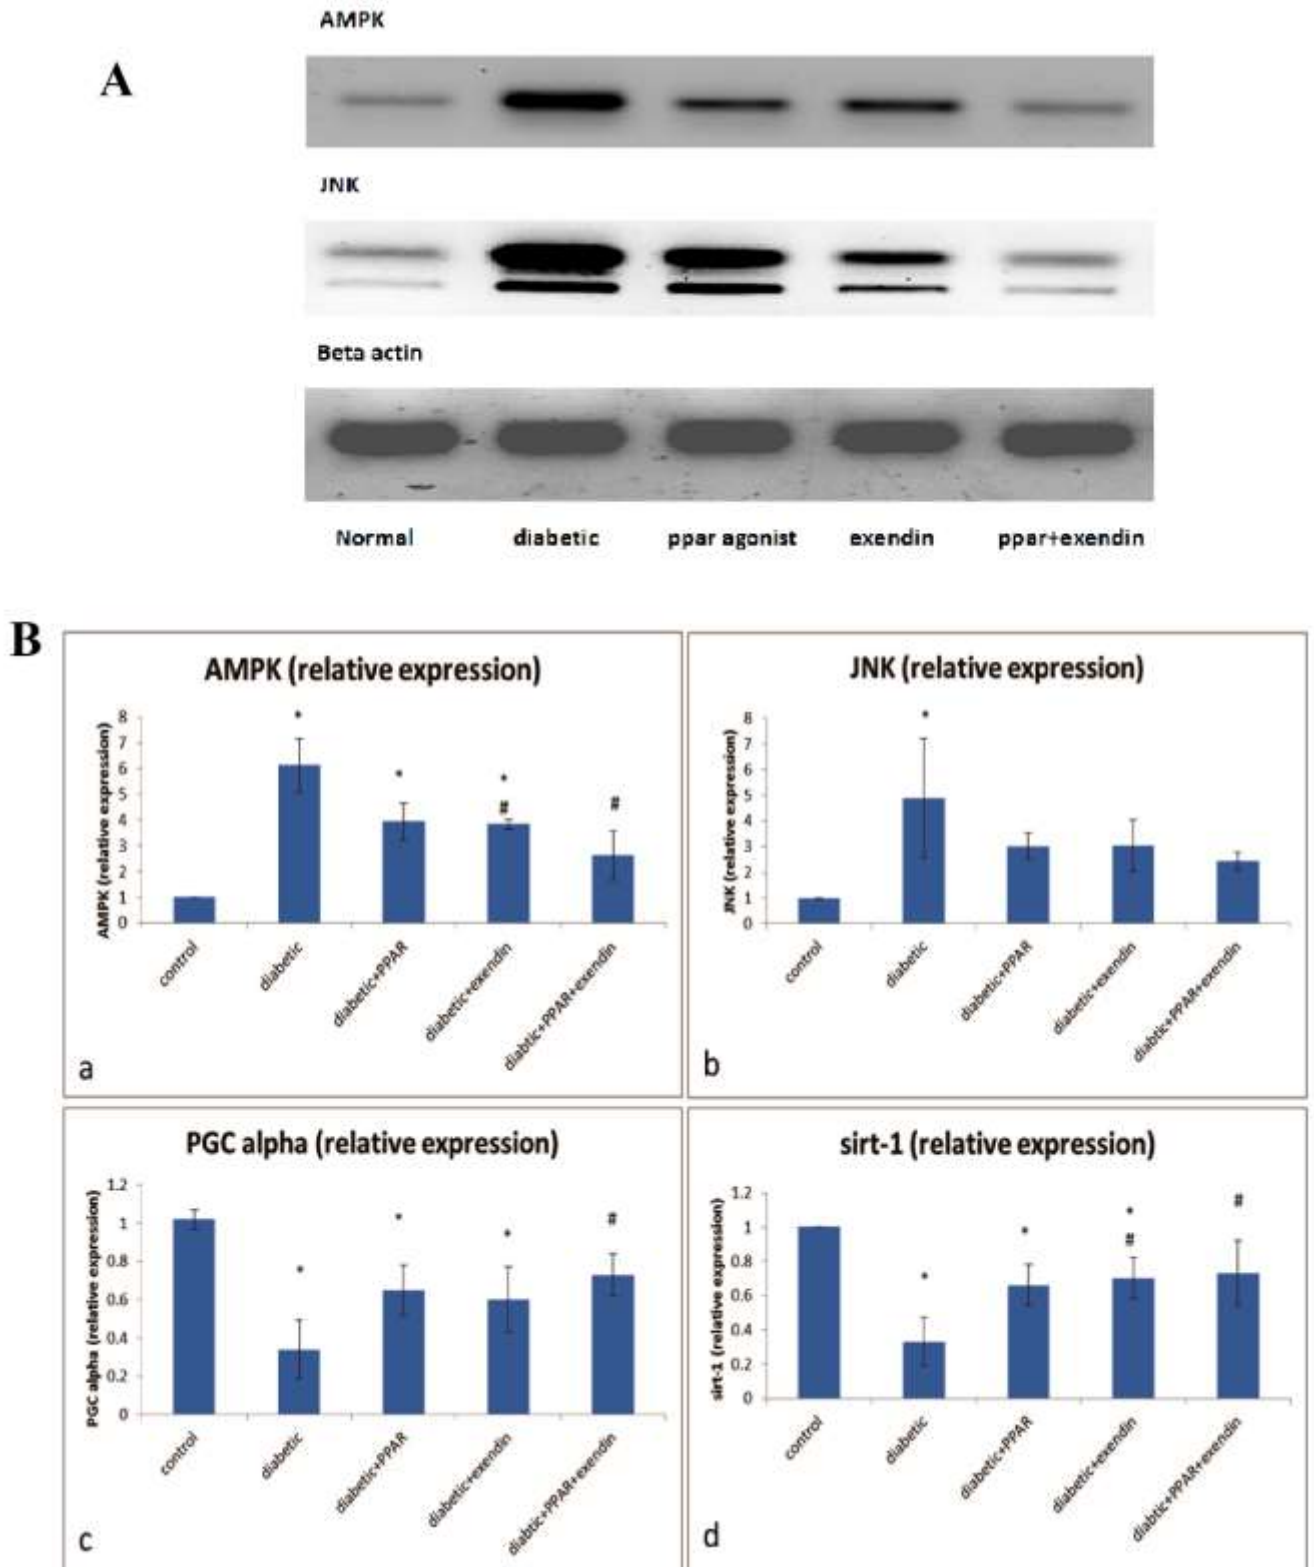 AMPK
A
JNK
Beta actin
Normal diabetic ppar agonist exendin ppar+exendin
B
AMPK (relative expression)
AMPK (relative expression)
8
7
6
5
4
3
2
1
0
*
*
*
#
#
control
diabetic
diabetic+PPAR
diabetic+exendin
diabtic+PPAR+exendin
a
JNK (relative expression)
JNK (relative expression)
8
7
6
5
4
3
2
1
0
*
control
diabetic
diabetic+PPAR
diabetic+exendin
diabtic+PPAR+exendin
b
PGC alpha (relative expression)
PGC alpha (relative expression)
1.2
1
0.8
0.6
0.4
0.2
0
*
*
*
#
control
diabetic
diabetic+PPAR
diabetic+exendin
diabtic+PPAR+exendin
c
sirt-1 (relative expression)
sirt-1 (relative expression)
1.2
1
0.8
0.6
0.4
0.2
0
*
*
*
#
#
control
diabetic
diabetic+PPAR
diabetic+exendin
diabtic+PPAR+exendin
d